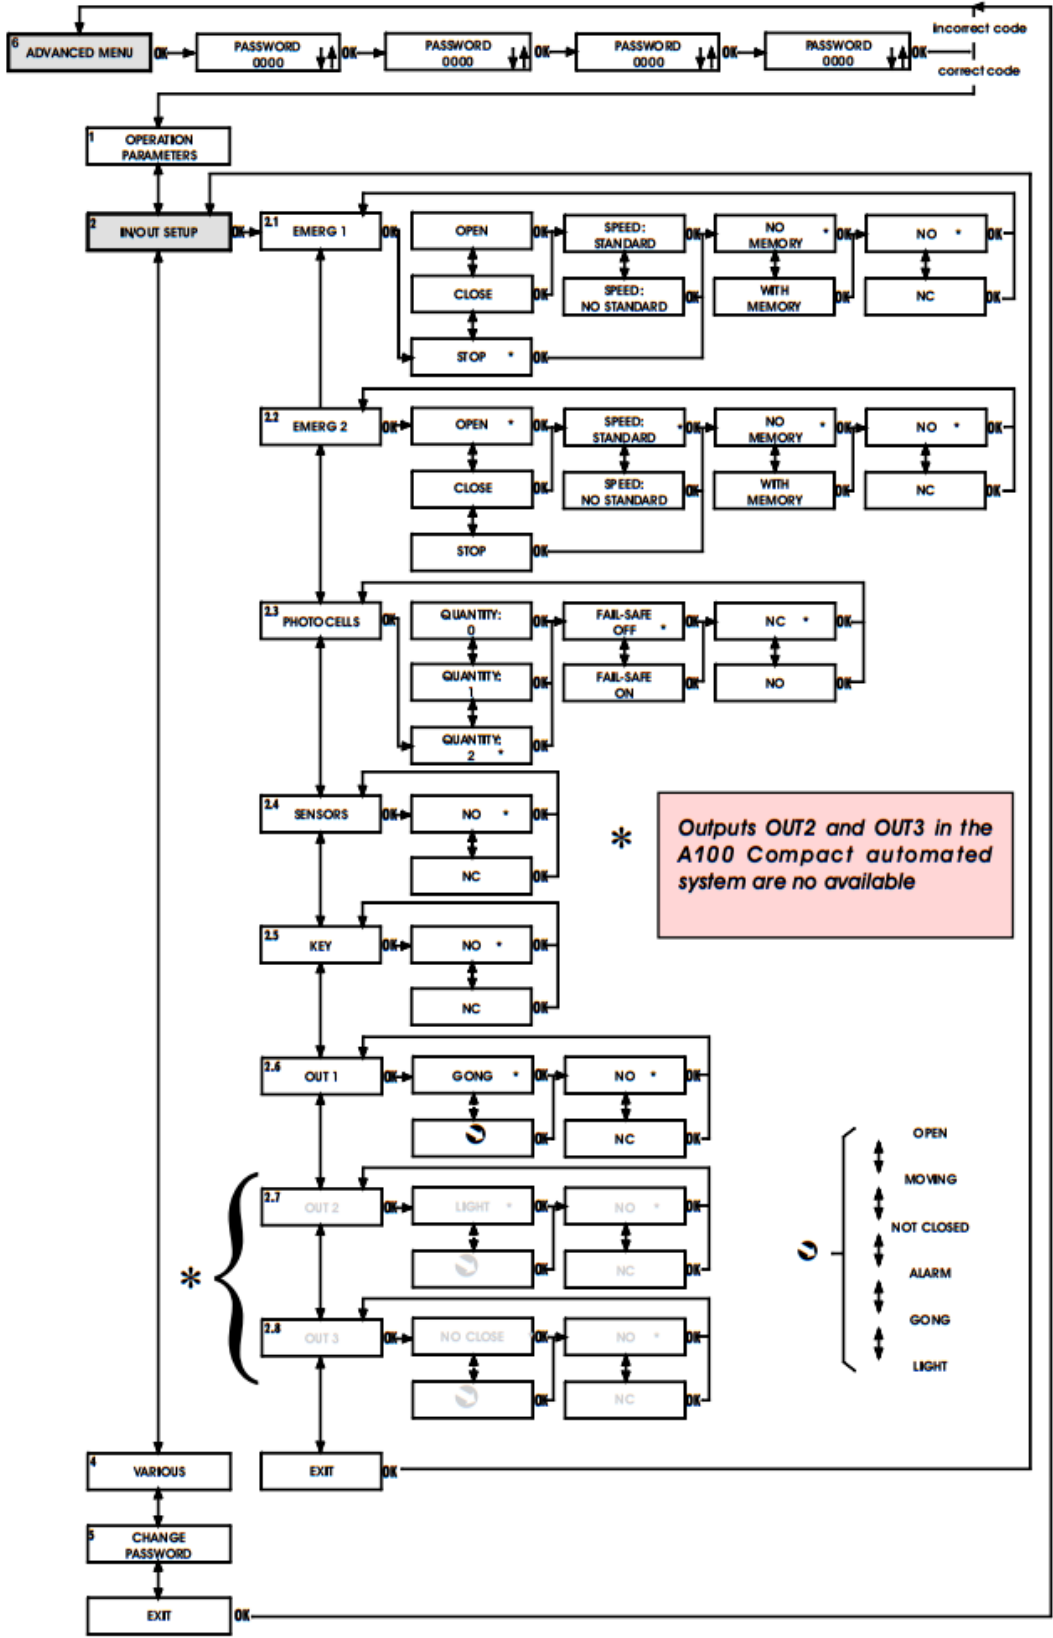 6 ADVANCED MENU OK PASSWORD 0000 OK PASSWORD 0000 OK PASSWORD 0000 OK PASSWORD 0000 OK
incorrect code
correct code
1 OPERATION PARAMETERS
2 IN/OUT SETUP OK
2.1 EMERG 1 OK
OPEN OK
SPEED: STANDARD OK
NO MEMORY * OK
NO * OK
CLOSE OK
SPEED: NO STANDARD OK
WITH MEMORY OK
NC OK
STOP * OK
2.2 EMERG 2 OK
OPEN * OK
SPEED: STANDARD * OK
NO MEMORY * OK
NO * OK
CLOSE OK
SPEED: NO STANDARD OK
WITH MEMORY OK
NC OK
STOP OK
2.3 PHOTOCELLS OK
QUANTITY: 0 OK
FAIL-SAFE OFF * OK
NC * OK
QUANTITY: 1 OK
FAIL-SAFE ON OK
NO OK
QUANTITY: 2 * OK
2.4 SENSORS OK
NO * OK
NC OK
* Outputs OUT2 and OUT3 in the
A100 Compact automated
system are no available
2.5 KEY OK
NO * OK
NC OK
2.6 OUT 1 OK
GONG * OK
NO * OK
OK
NC OK
*
2.7 OUT 2 OK
LIGHT * OK
NO * OK
OK
NC OK
2.8 OUT 3 OK
NO CLOSE * OK
NO * OK
OK
NC OK
OPEN
MOVING
NOT CLOSED
ALARM
GONG
LIGHT
4 VARIOUS
EXIT OK
5 CHANGE PASSWORD
EXIT OK